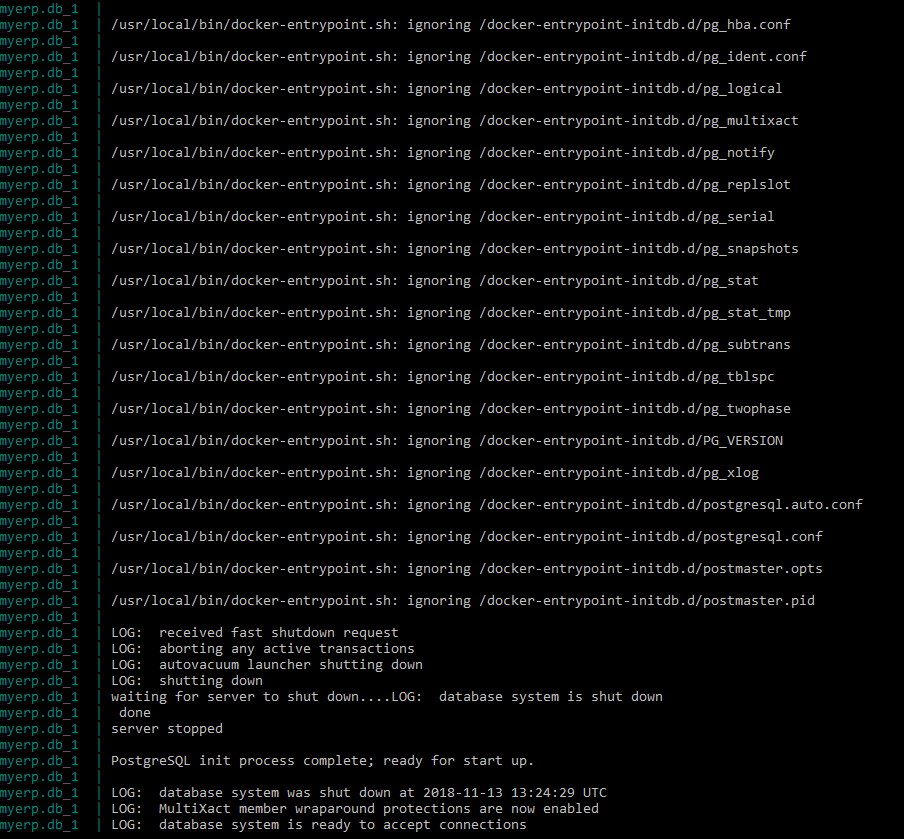 myerp.db_1 |
myerp.db_1 | /usr/local/bin/docker-entrypoint.sh: ignoring /docker-entrypoint-initdb.d/pg_hba.conf
myerp.db_1 |
myerp.db_1 | /usr/local/bin/docker-entrypoint.sh: ignoring /docker-entrypoint-initdb.d/pg_ident.conf
myerp.db_1 |
myerp.db_1 | /usr/local/bin/docker-entrypoint.sh: ignoring /docker-entrypoint-initdb.d/pg_logical
myerp.db_1 |
myerp.db_1 | /usr/local/bin/docker-entrypoint.sh: ignoring /docker-entrypoint-initdb.d/pg_multixact
myerp.db_1 |
myerp.db_1 | /usr/local/bin/docker-entrypoint.sh: ignoring /docker-entrypoint-initdb.d/pg_notify
myerp.db_1 |
myerp.db_1 | /usr/local/bin/docker-entrypoint.sh: ignoring /docker-entrypoint-initdb.d/pg_replslot
myerp.db_1 |
myerp.db_1 | /usr/local/bin/docker-entrypoint.sh: ignoring /docker-entrypoint-initdb.d/pg_serial
myerp.db_1 |
myerp.db_1 | /usr/local/bin/docker-entrypoint.sh: ignoring /docker-entrypoint-initdb.d/pg_snapshots
myerp.db_1 |
myerp.db_1 | /usr/local/bin/docker-entrypoint.sh: ignoring /docker-entrypoint-initdb.d/pg_stat
myerp.db_1 |
myerp.db_1 | /usr/local/bin/docker-entrypoint.sh: ignoring /docker-entrypoint-initdb.d/pg_stat_tmp
myerp.db_1 |
myerp.db_1 | /usr/local/bin/docker-entrypoint.sh: ignoring /docker-entrypoint-initdb.d/pg_subtrans
myerp.db_1 |
myerp.db_1 | /usr/local/bin/docker-entrypoint.sh: ignoring /docker-entrypoint-initdb.d/pg_tblspc
myerp.db_1 |
myerp.db_1 | /usr/local/bin/docker-entrypoint.sh: ignoring /docker-entrypoint-initdb.d/pg_twophase
myerp.db_1 |
myerp.db_1 | /usr/local/bin/docker-entrypoint.sh: ignoring /docker-entrypoint-initdb.d/PG_VERSION
myerp.db_1 |
myerp.db_1 | /usr/local/bin/docker-entrypoint.sh: ignoring /docker-entrypoint-initdb.d/pg_xlog
myerp.db_1 |
myerp.db_1 | /usr/local/bin/docker-entrypoint.sh: ignoring /docker-entrypoint-initdb.d/postgresql.auto.conf
myerp.db_1 |
myerp.db_1 | /usr/local/bin/docker-entrypoint.sh: ignoring /docker-entrypoint-initdb.d/postgresql.conf
myerp.db_1 |
myerp.db_1 | /usr/local/bin/docker-entrypoint.sh: ignoring /docker-entrypoint-initdb.d/postmaster.opts
myerp.db_1 |
myerp.db_1 | /usr/local/bin/docker-entrypoint.sh: ignoring /docker-entrypoint-initdb.d/postmaster.pid
myerp.db_1 |
myerp.db_1 | LOG:  received fast shutdown request
myerp.db_1 | LOG:  aborting any active transactions
myerp.db_1 | LOG:  autovacuum launcher shutting down
myerp.db_1 | LOG:  shutting down
myerp.db_1 | waiting for server to shut down....LOG:  database system is shut down
myerp.db_1 |  done
myerp.db_1 | server stopped
myerp.db_1 |
myerp.db_1 | PostgreSQL init process complete; ready for start up.
myerp.db_1 |
myerp.db_1 | LOG:  database system was shut down at 2018-11-13 13:24:29 UTC
myerp.db_1 | LOG:  MultiXact member wraparound protections are now enabled
myerp.db_1 | LOG:  database system is ready to accept connections